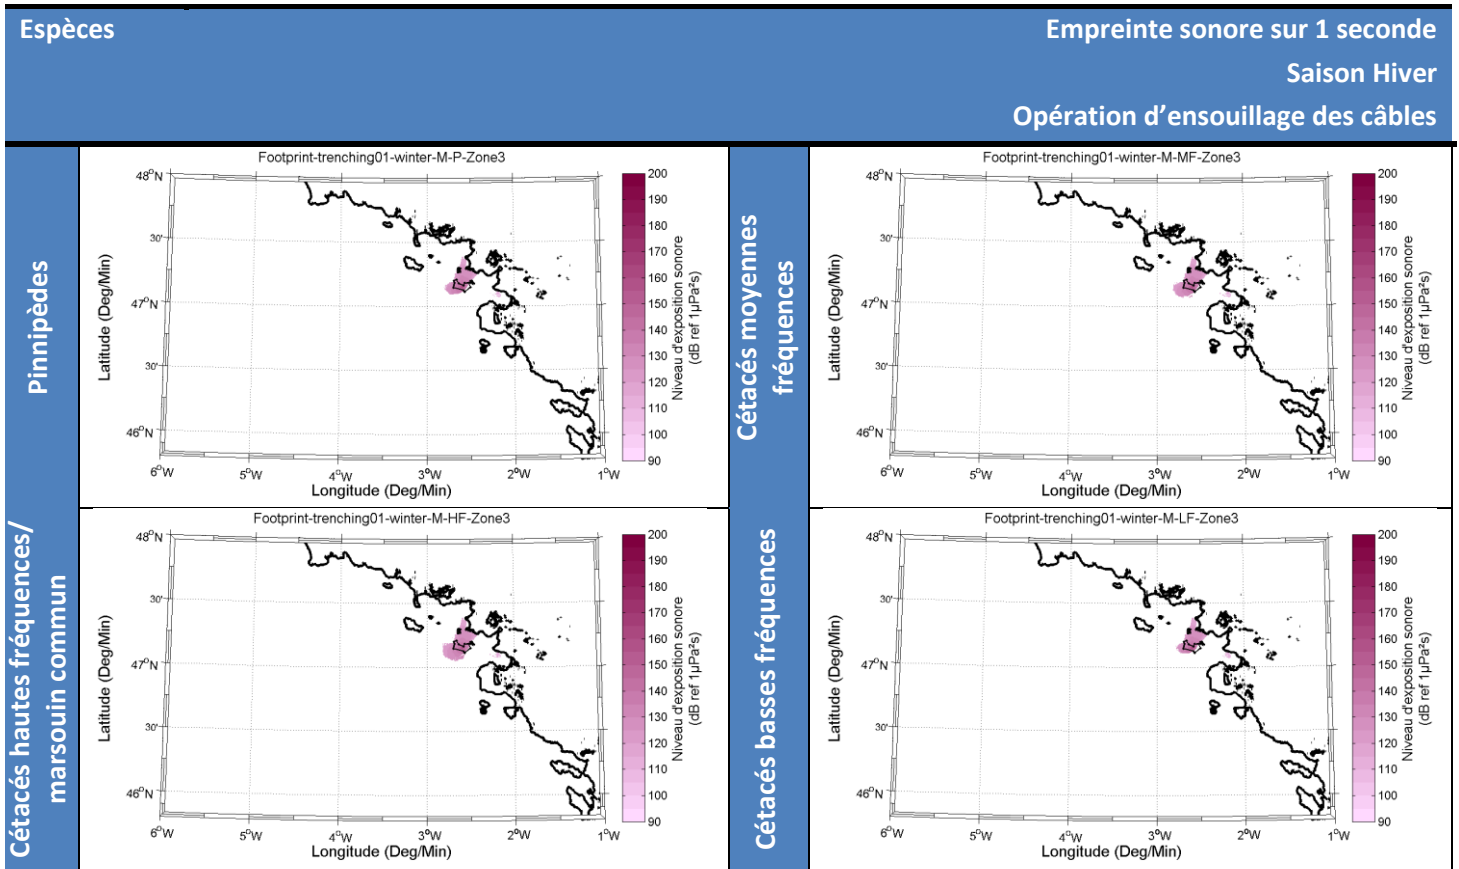 Espèces
Empreinte sonore sur 1 seconde
Saison Hiver
Opération d'ensouillage des câbles
Pinnipèdes
Footprint-trenching01-winter-M-P-Zone3
48°N
30'
47°N
30'
46°N
6°W
5°W
4°W
3°W
2°W
1°W
Latitude (Deg/Min)
Longitude (Deg/Min)
200
190
180
170
160
150
140
130
120
110
100
90
Niveau d'exposition sonore
(dB ref 1µPa²s)
Cétacés moyennes
fréquences
Footprint-trenching01-winter-M-MF-Zone3
48°N
30'
47°N
30'
46°N
6°W
5°W
4°W
3°W
2°W
1°W
Latitude (Deg/Min)
Longitude (Deg/Min)
200
190
180
170
160
150
140
130
120
110
100
90
Niveau d'exposition sonore
(dB ref 1µPa²s)
Cétacés hautes fréquences/
marsouin commun
Footprint-trenching01-winter-M-HF-Zone3
48°N
30'
47°N
30'
46°N
6°W
5°W
4°W
3°W
2°W
1°W
Latitude (Deg/Min)
Longitude (Deg/Min)
200
190
180
170
160
150
140
130
120
110
100
90
Niveau d'exposition sonore
(dB ref 1µPa²s)
Cétacés basses fréquences
Footprint-trenching01-winter-M-LF-Zone3
48°N
30'
47°N
30'
46°N
6°W
5°W
4°W
3°W
2°W
1°W
Latitude (Deg/Min)
Longitude (Deg/Min)
200
190
180
170
160
150
140
130
120
110
100
90
Niveau d'exposition sonore
(dB ref 1µPa²s)